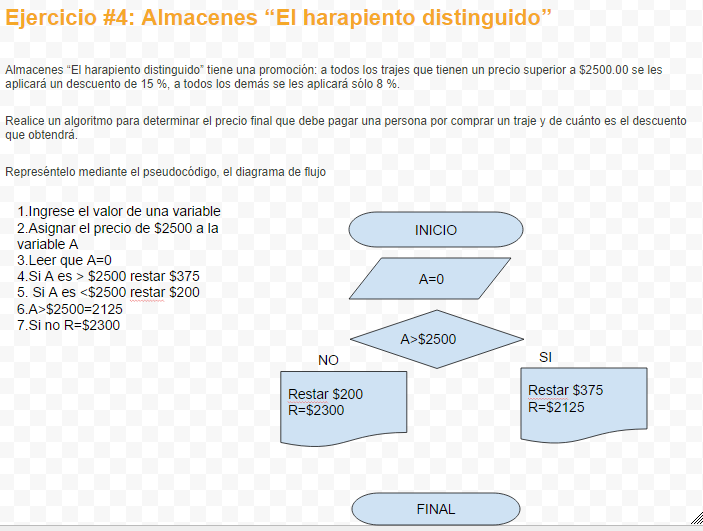 Ejercicio #4: Almacenes “El harapiento distinguido”
Almacenes “El harapiento distinguido” tiene una promoción: a todos los trajes que tienen un precio superior a $2500.00 se les
aplicará un descuento de 15 %, a todos los demás se les aplicará sólo 8 %.
Realice un algoritmo para determinar el precio final que debe pagar una persona por comprar un traje y de cuánto es el descuento
que obtendrá.
Represéntelo mediante el pseudocódigo, el diagrama de flujo
1.Ingrese el valor de una variable
2.Asignar el precio de $2500 a la
variable A
3.Leer que A=0
4.Si A es > $2500 restar $375
5. Si A es <$2500 restar $200
6.A>$2500=2125
7.Si no R=$2300
INICIO
A=0
A>$2500
NO
SI
Restar $200
R=$2300
Restar $375
R=$2125
FINAL